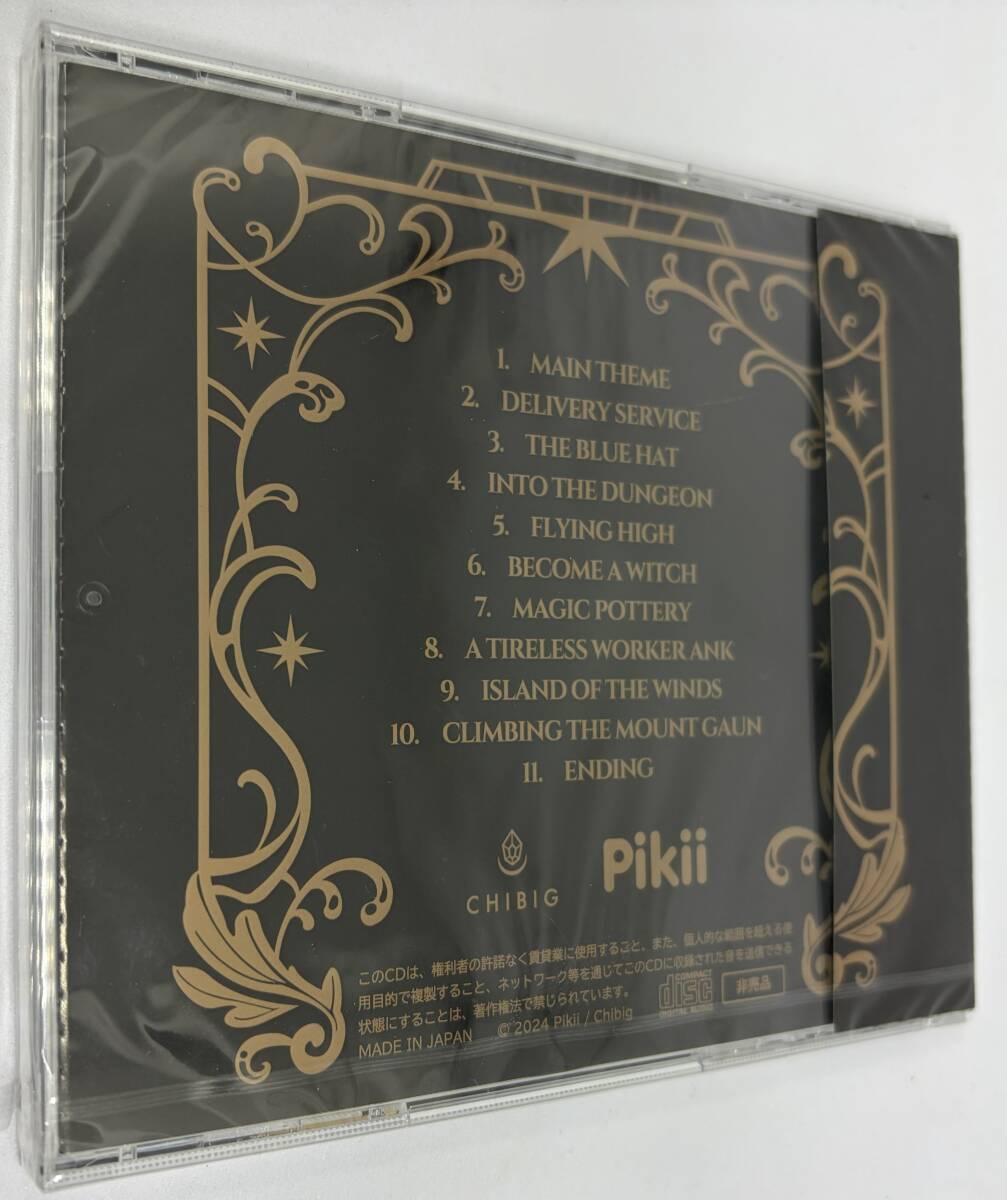 1. MAIN THEME
2. DELIVERY SERVICE
3. THE BLUE HAT
4. INTO THE DUNGEON
5. FLYING HIGH
6. BECOME A WITCH
7. MAGIC POTTERY
8. A TIRELESS WORKER ANK
9. ISLAND OF THE WINDS
10. CLIMBING THE MOUNT GAUN
11. ENDING
CHIBIG
Pikii
このCDは、権利者の許諾なく賃貸業に使用すること、また、個人的な範囲を超える使
用目的で複製すること、ネットワーク等を通じてこのCDに収録された音を送信できる
状態にすることは、著作権法で禁じられています。
MADE IN JAPAN © 2024 Pikii / Chibig
COMPACT
disc
DIGITAL AUDIO
非売品